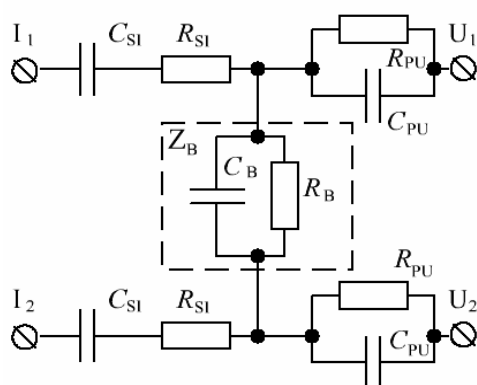 I1 CSI RSI RPU U1
CPU
ZB
CB RB
RPU
I2 CSI RSI CPU U2